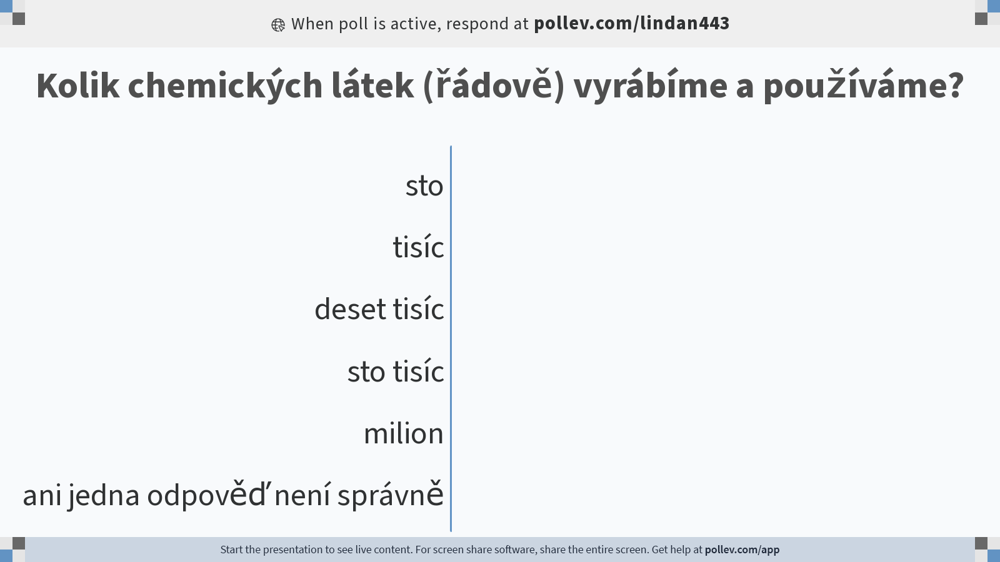 When poll is active, respond at pollev.com/lindan443
Kolik chemických látek (řádově) vyrábíme a používáme?
sto
tisíc
deset tisíc
sto tisíc
milion
ani jedna odpověď není správně
Start the presentation to see live content. For screen share software, share the entire screen. Get help at pollev.com/app